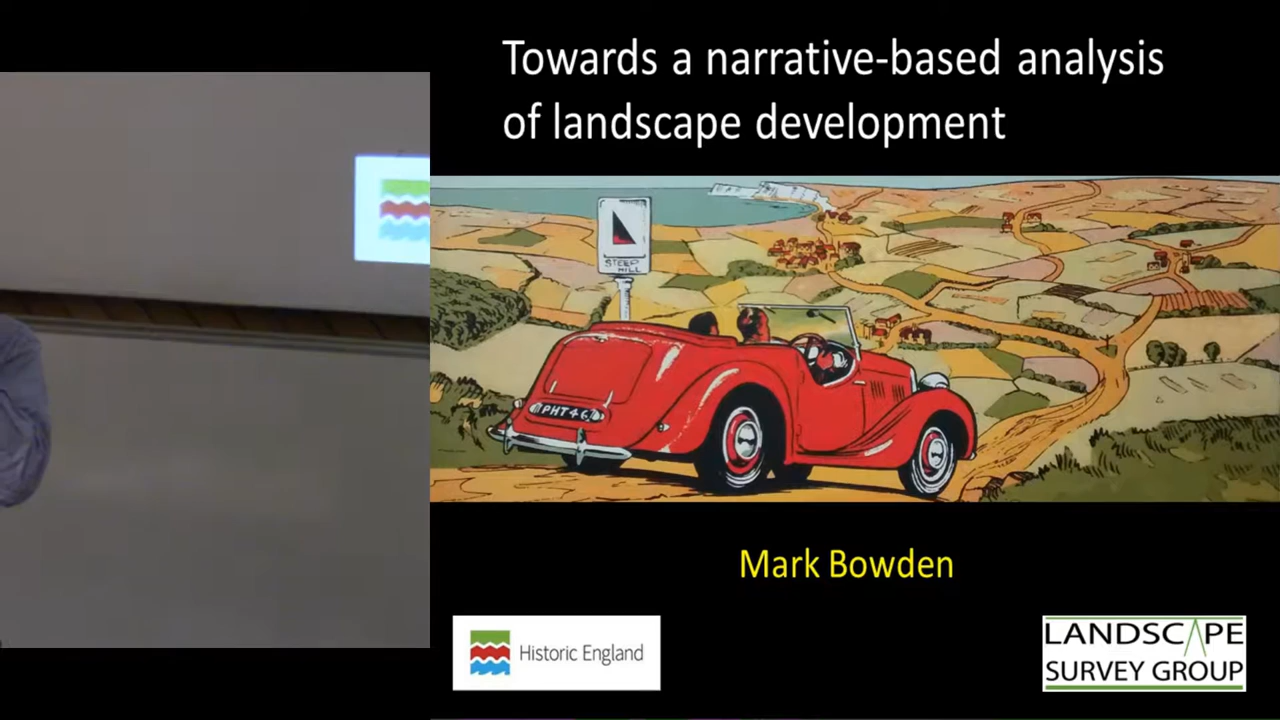 Towards a narrative-based analysis
of landscape development
STEEP
HILL
PHT 46
Mark Bowden
Historic England
LANDSCAPE
SURVEY GROUP